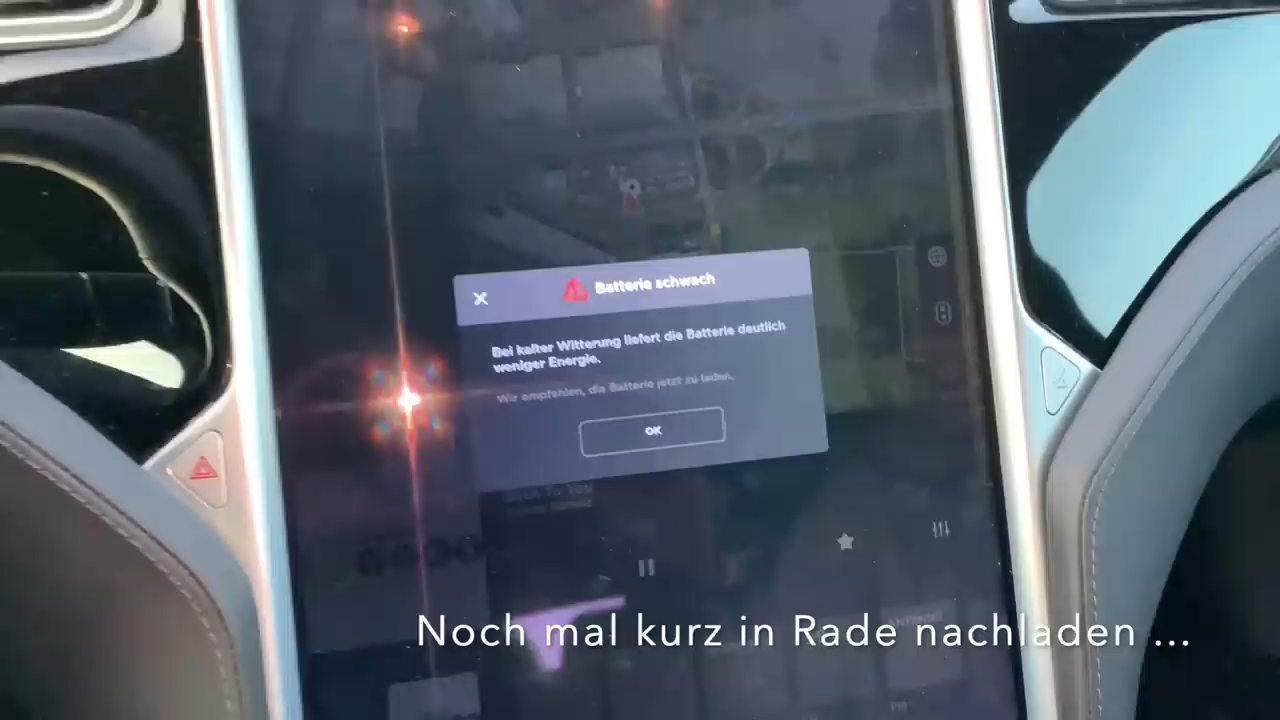 Batterie schwach
Bei kalter Witterung liefert die Batterie deutlich
weniger Energie.
Wir empfehlen, die Batterie jetzt zu laden.
OK
Noch mal kurz in Rade nachladen ...